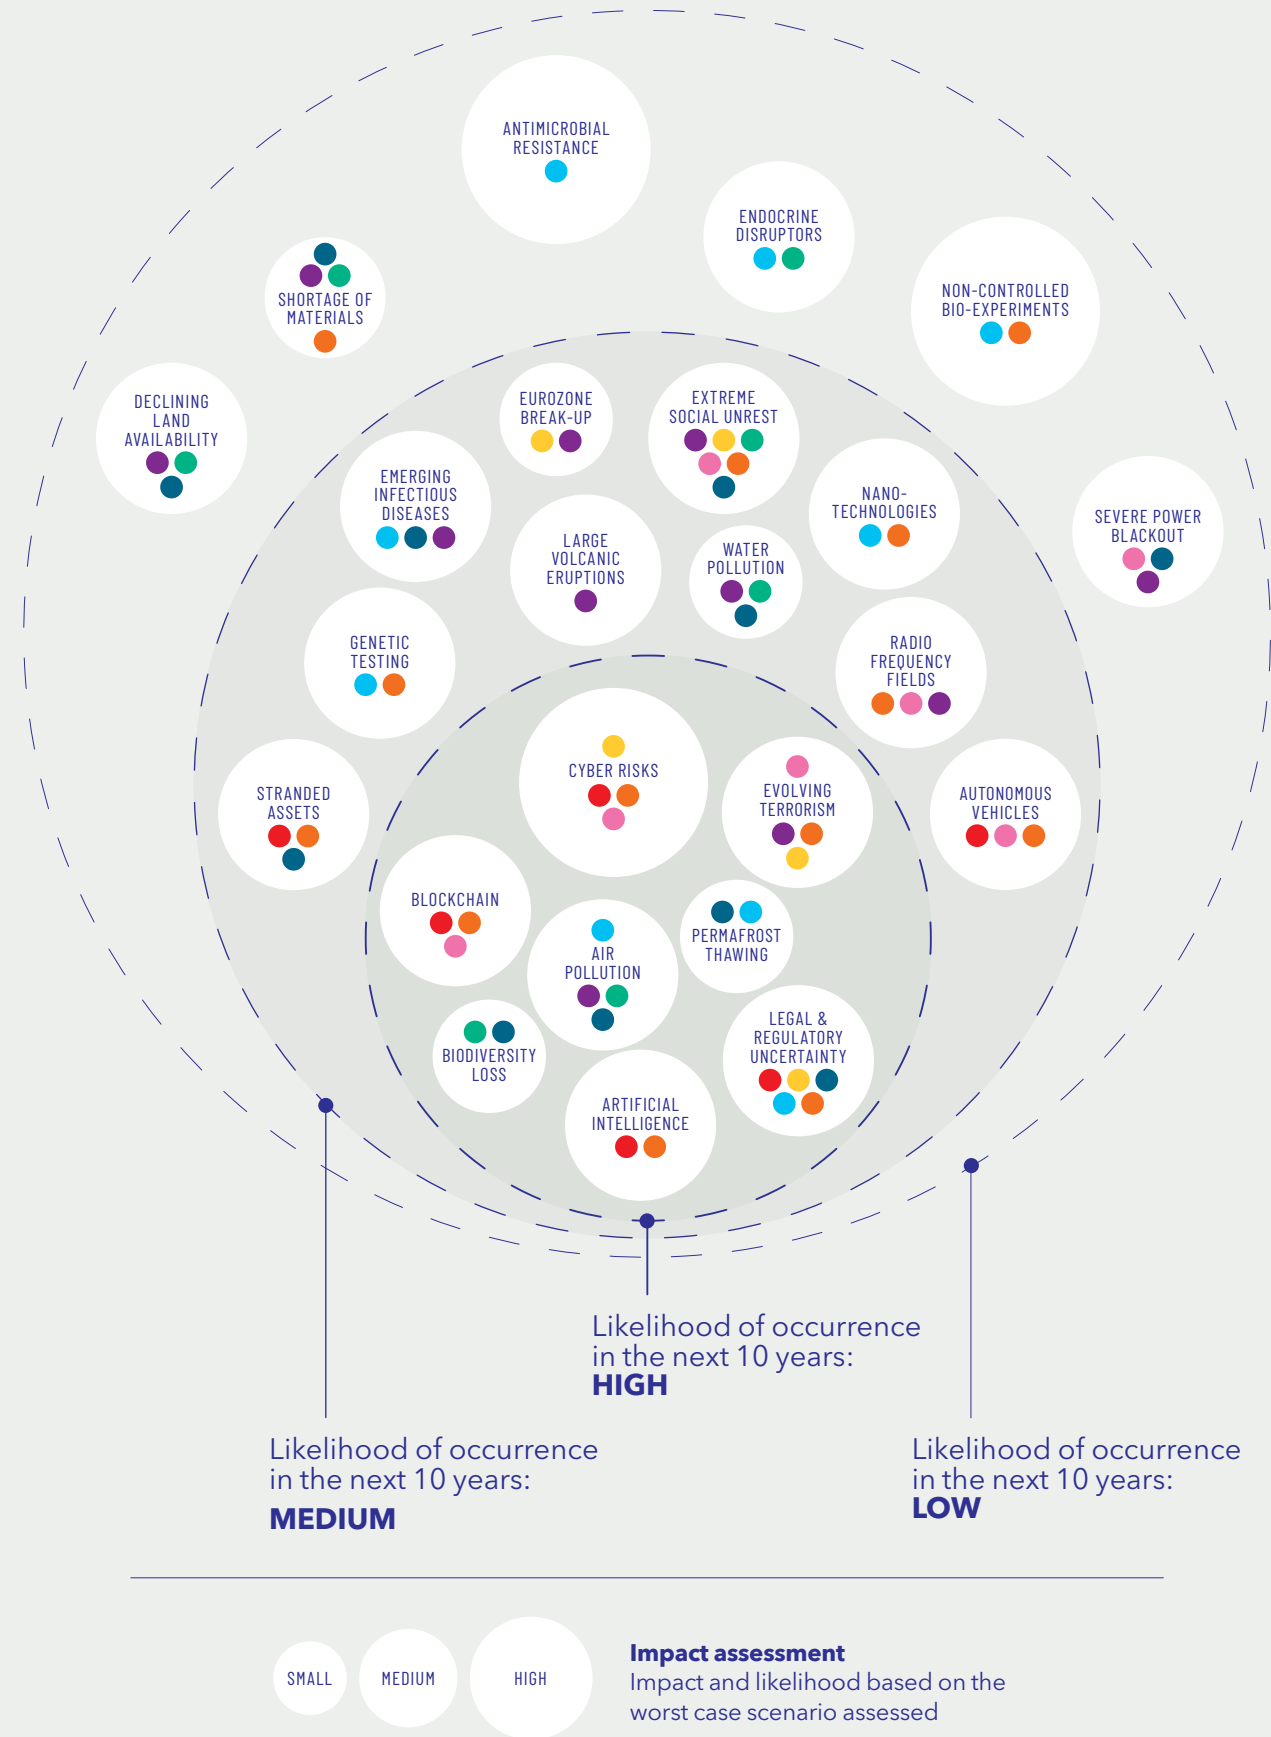 ANTIMICROBIAL
RESISTANCE
ENDOCRINE
DISRUPTORS
NON-CONTROLLED
BIO-EXPERIMENTS
SHORTAGE OF
MATERIALS
DECLINING
LAND
AVAILABILITY
EUROZONE
BREAK-UP
EXTREME
SOCIAL UNREST
EMERGING
INFECTIOUS
DISEASES
NANO-
TECHNOLOGIES
SEVERE POWER
BLACKOUT
LARGE
VOLCANIC
ERUPTIONS
WATER
POLLUTION
GENETIC
TESTING
RADIO
FREQUENCY
FIELDS
CYBER RISKS
EVOLVING
TERRORISM
STRANDED
ASSETS
AUTONOMOUS
VEHICLES
BLOCKCHAIN
AIR
POLLUTION
PERMAFROST
THAWING
BIODIVERSITY
LOSS
LEGAL &
REGULATORY
UNCERTAINTY
ARTIFICIAL
INTELLIGENCE
Likelihood of occurrence
in the next 10 years:
HIGH
Likelihood of occurrence
in the next 10 years:
MEDIUM
Likelihood of occurrence
in the next 10 years:
LOW
SMALL
MEDIUM
HIGH
Impact assessment
Impact and likelihood based on the
worst case scenario assessed